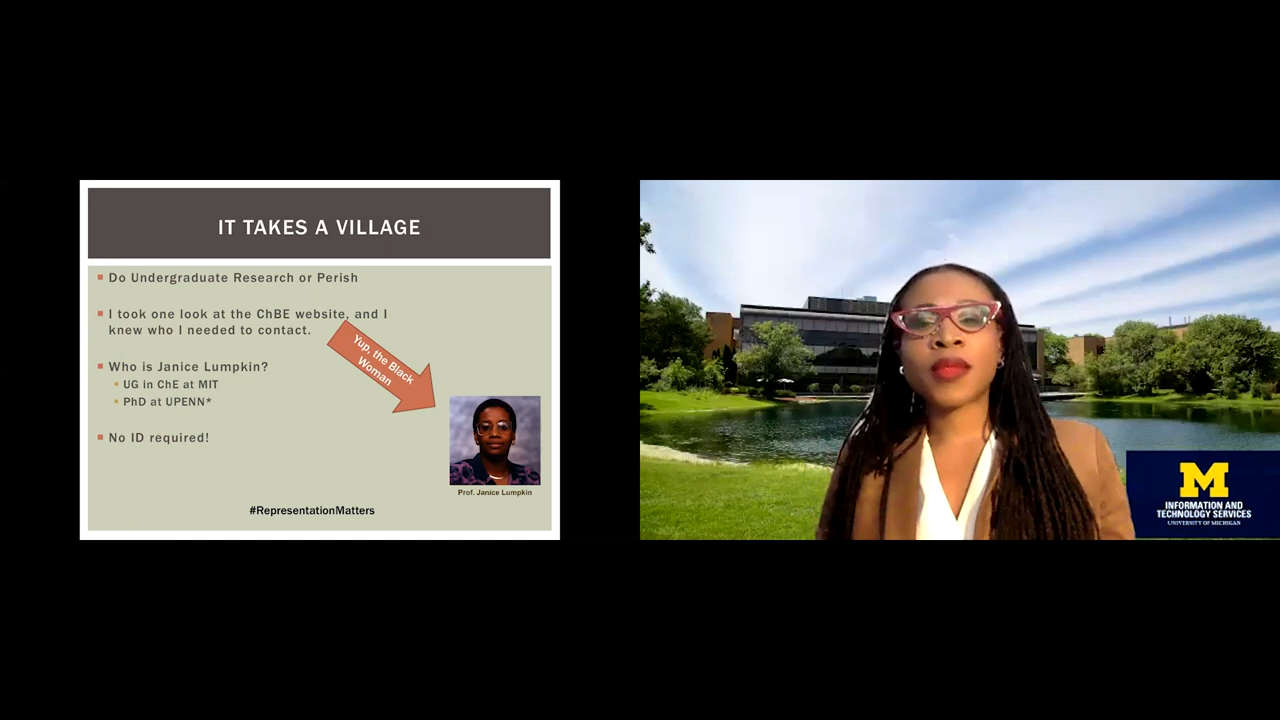 IT TAKES A VILLAGE
Do Undergraduate Research or Perish
I took one look at the ChBE website, and I
knew who I needed to contact.
Yup, the Black
Woman
Who is Janice Lumpkin?
UG in ChE at MIT
PhD at UPENN*
No ID required!
Prof. Janice Lumpkin
#RepresentationMatters
M
INFORMATION AND
TECHNOLOGY SERVICES
UNIVERSITY OF MICHIGAN